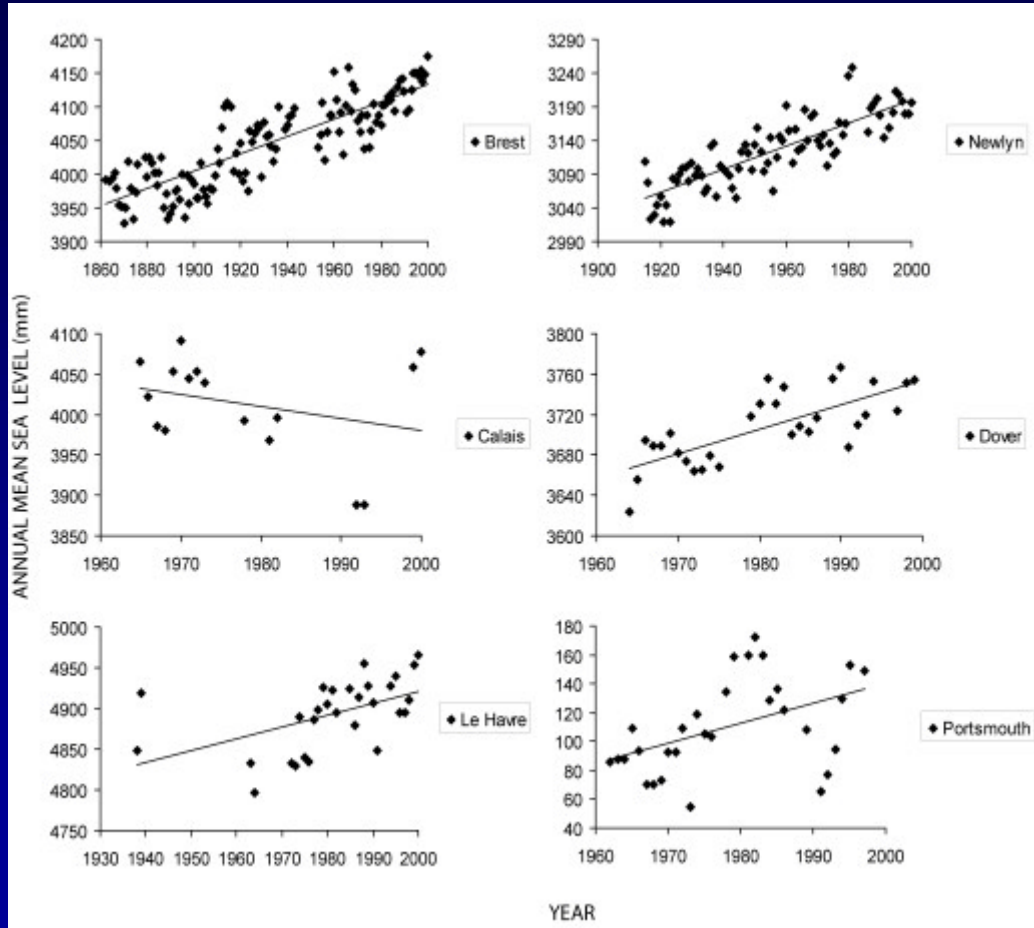 ANNUAL MEAN SEA LEVEL (mm)
4200
4150
4100
4050
4000
3950
3900
1860 1880 1900 1920 1940 1960 1980 2000
Brest
3290
3240
3190
3140
3090
3040
2990
1900 1920 1940 1960 1980 2000
Newlyn
4100
4050
4000
3950
3900
3850
1960 1970 1980 1990 2000
Calais
3800
3760
3720
3680
3640
3600
1960 1970 1980 1990 2000
Dover
5000
4950
4900
4850
4800
4750
1930 1940 1950 1960 1970 1980 1990 2000
Le Havre
180
160
140
120
100
80
60
40
1960 1970 1980 1990 2000
Portsmouth
YEAR